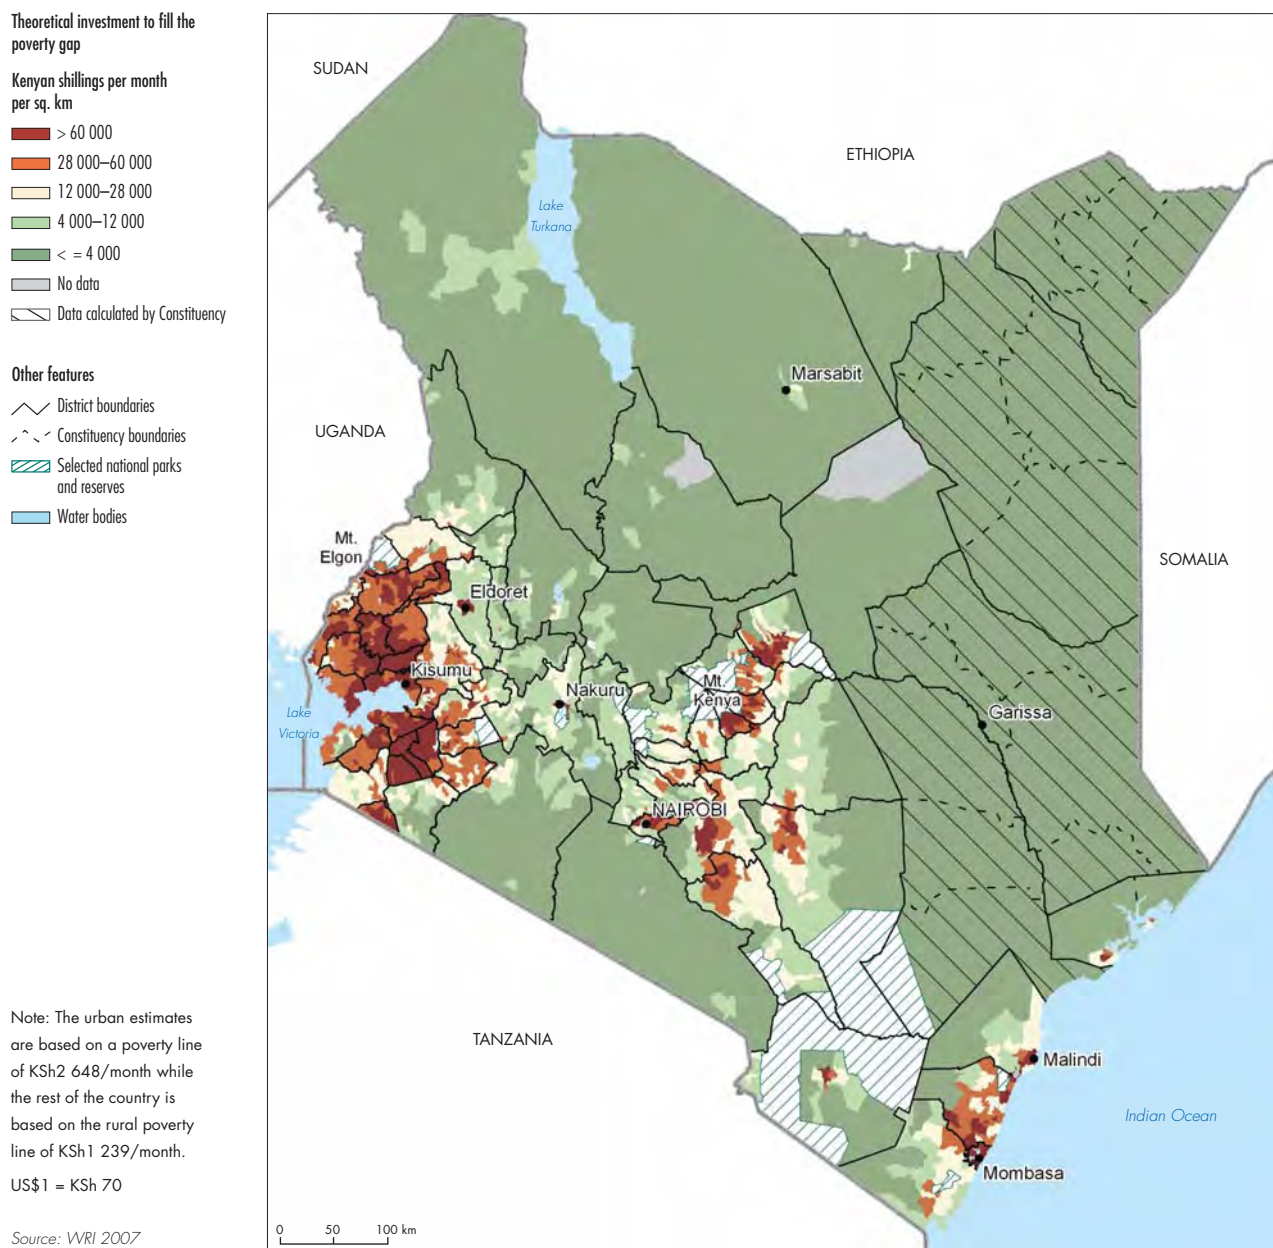 Theoretical investment to fill the
poverty gap
Kenyan shillings per month
per sq. km
> 60 000
28 000–60 000
12 000–28 000
4 000–12 000
< = 4 000
No data
Data calculated by Constituency
Other features
District boundaries
Constituency boundaries
Selected national parks
and reserves
Water bodies
Note: The urban estimates
are based on a poverty line
of KSh2 648/month while
the rest of the country is
based on the rural poverty
line of KSh1 239/month.
US$1 = KSh 70
Source: WRI 2007
SUDAN
ETHIOPIA
Lake
Turkana
Marsabit
UGANDA
Mt.
Elgon
SOMALIA
Eldoret
Kisumu
Nakuru
Mt.
Kenya
Garissa
Lake
Victoria
NAIROBI
TANZANIA
Malindi
Indian Ocean
Mombasa
0 50 100 km